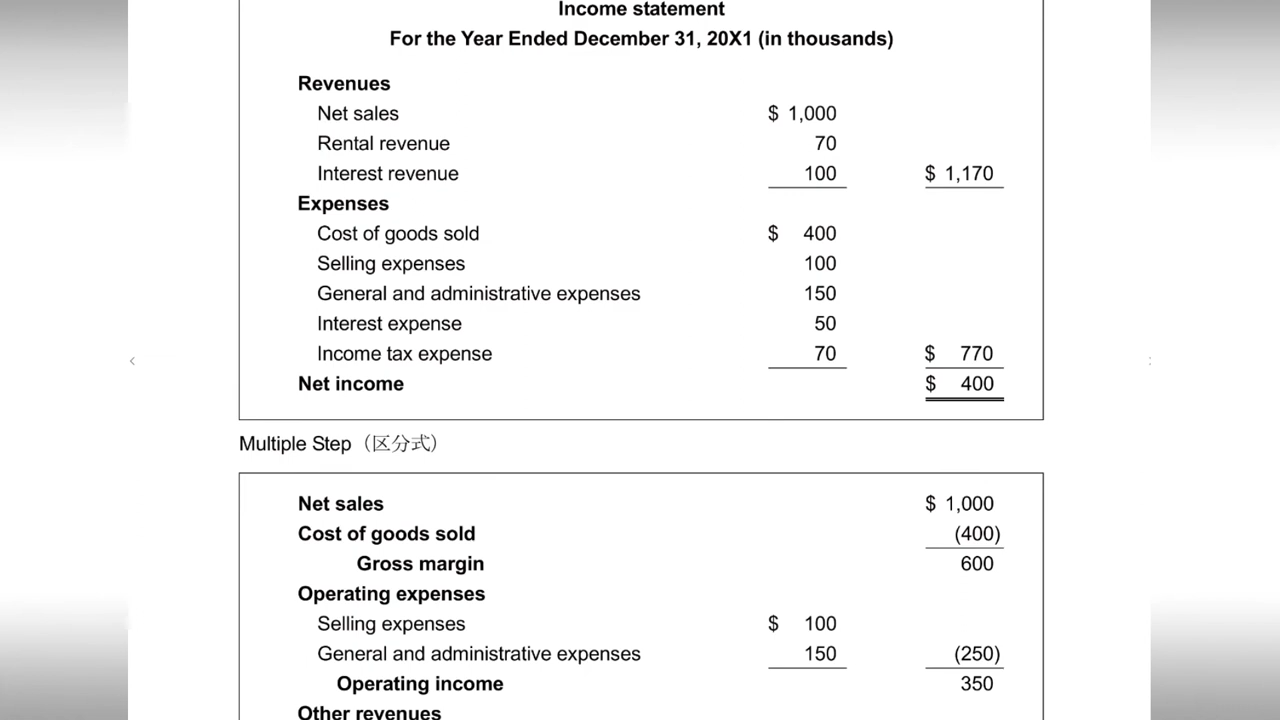 Income statement
For the Year Ended December 31, 20X1 (in thousands)
Revenues
Net sales $ 1,000
Rental revenue 70
Interest revenue 100 $ 1,170
Expenses
Cost of goods sold $ 400
Selling expenses 100
General and administrative expenses 150
Interest expense 50
Income tax expense 70 $ 770
Net income $ 400
Multiple Step（区分式）
Net sales $ 1,000
Cost of goods sold (400)
Gross margin 600
Operating expenses
Selling expenses $ 100
General and administrative expenses 150 (250)
Operating income 350
Other revenues